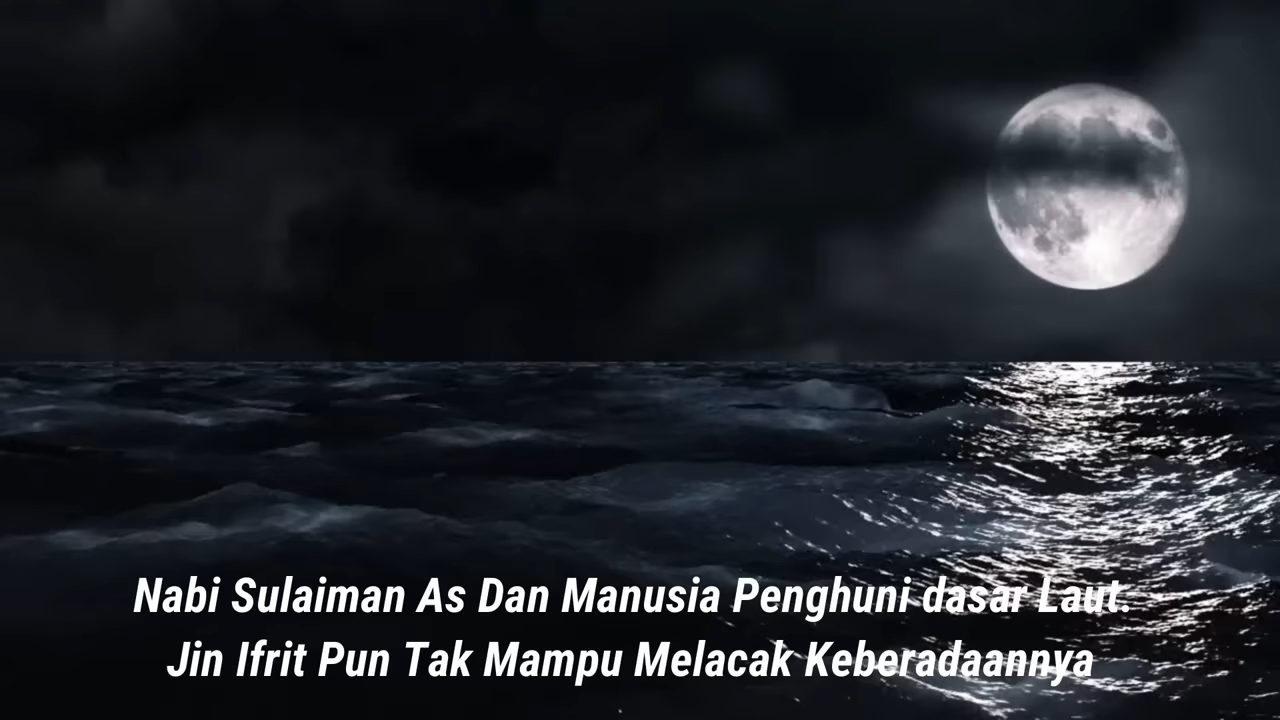 Nabi Sulaiman As Dan Manusia Penghuni dasar Laut.
Jin Ifrit Pun Tak Mampu Melacak Keberadaannya